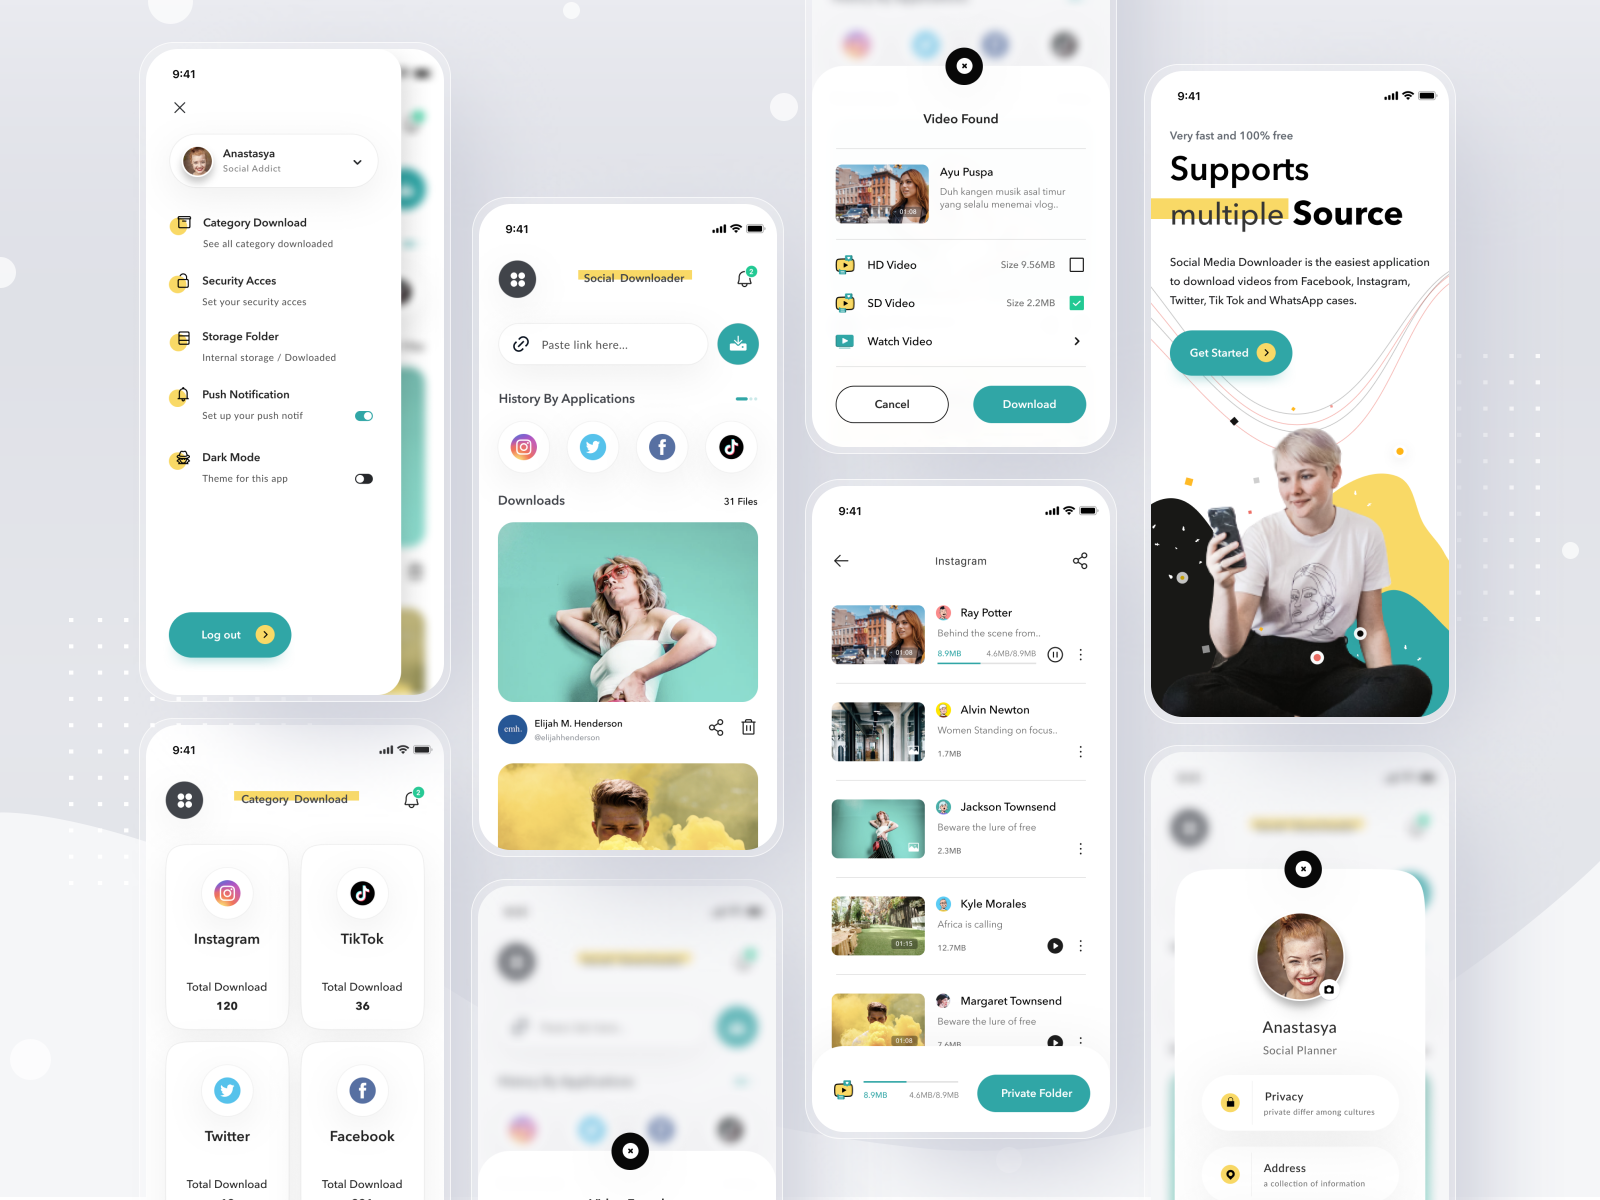 9:41
Anastasya
Social Addict
Category Download
See all category downloaded
Security Acces
Set your security acces
Storage Folder
Internal storage / Dowloaded
Push Notification
Set up your push notif
Dark Mode
Theme for this app
Log out
9:41
Category Download
2
Instagram
Total Download
120
TikTok
Total Download
36
Twitter
Total Download
Facebook
Total Download
9:41
Social Downloader
2
Paste link here...
History By Applications
Downloads
31 Files
emh.
Elijah M. Henderson
@elijahhenderson
History By Applications
Video Found
01:08
Ayu Puspa
Duh kangen musik asal timur
yang selalu menemai vlog..
HD Video
Size 9.56MB
SD Video
Size 2.2MB
Watch Video
Cancel
Download
9:41
Instagram
01:08
Ray Potter
Behind the scene from..
8.9MB
4.6MB/8.9MB
Alvin Newton
Women Standing on focus..
1.7MB
Jackson Townsend
Beware the lure of free
2.3MB
01:15
Kyle Morales
Africa is calling
12.7MB
01:08
Margaret Townsend
Beware the lure of free
7.6MB
8.9MB
4.6MB/8.9MB
Private Folder
9:41
Very fast and 100% free
Supports
multiple Source
Social Media Downloader is the easiest application
to download videos from Facebook, Instagram,
Twitter, Tik Tok and WhatsApp cases.
Get Started
Anastasya
Social Planner
Privacy
private differ among cultures
Address
a collection of information